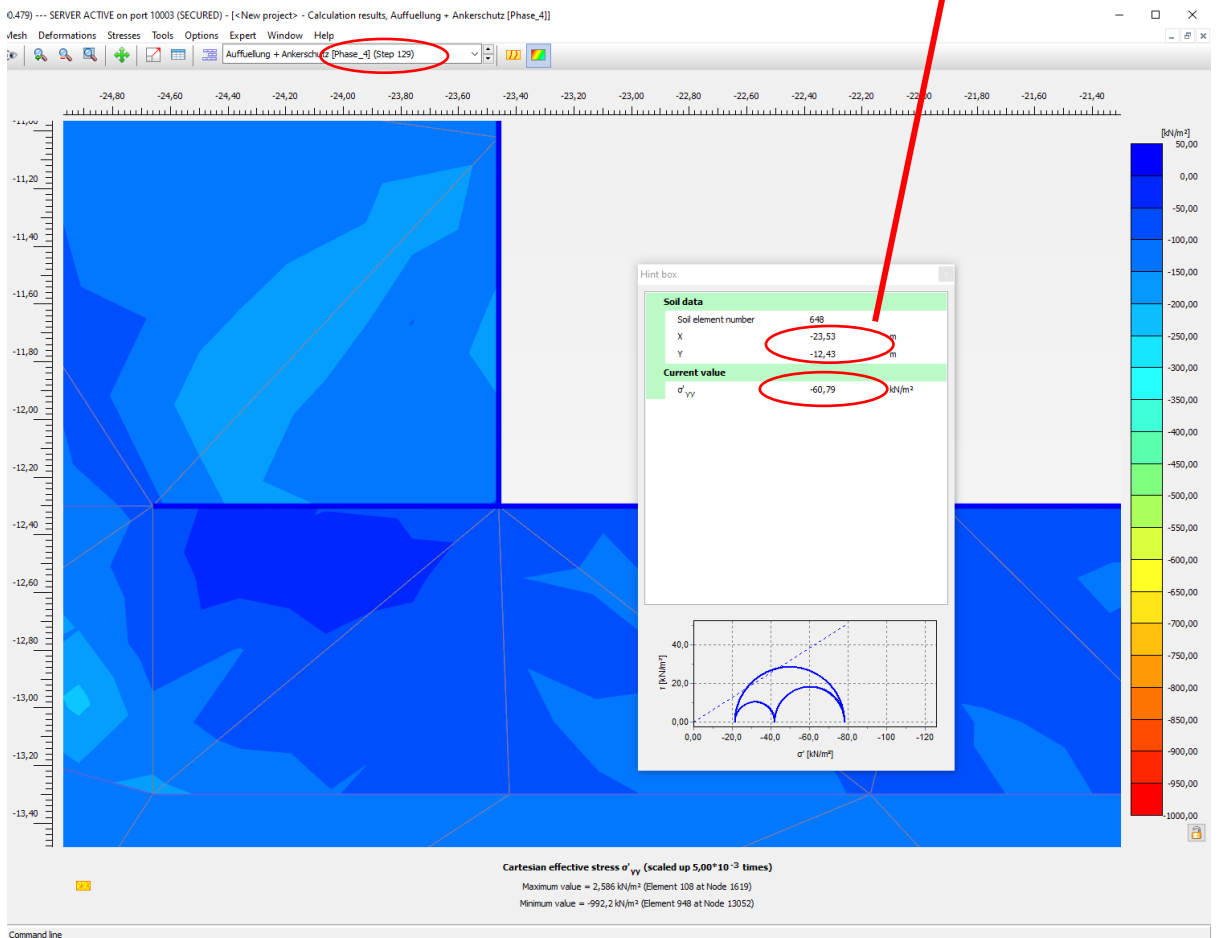 0.479) --- SERVER ACTIVE on port 10003 (SECURED) - [<New project> - Calculation results, Auffuellung + Ankerschutz [Phase_4]]
Mesh Deformations Stresses Tools Options Expert Window Help
Auffuellung + Ankerschutz [Phase_4] (Step 129)
-24,80 -24,60 -24,40 -24,20 -24,00 -23,80 -23,60 -23,40 -23,20 -23,00 -22,80 -22,60 -22,40 -22,20 -22,00 -21,80 -21,60 -21,40
-11,00
-11,20
-11,40
-11,60
-11,80
-12,00
-12,20
-12,40
-12,60
-12,80
-13,00
-13,20
-13,40
[kN/m²]
50,00
0,00
-50,00
-100,00
-150,00
-200,00
-250,00
-300,00
-350,00
-400,00
-450,00
-500,00
-550,00
-600,00
-650,00
-700,00
-750,00
-800,00
-850,00
-900,00
-950,00
-1000,00
Hint box
Soil data
Soil element number 648
X -23,53 m
Y -12,43 m
Current value
σ'yy -60,79 kN/m²
τ [kN/m²]
40,0
20,0
0,00
0,00 -20,0 -40,0 -60,0 -80,0 -100 -120
σ' [kN/m²]
Cartesian effective stress σ'yy (scaled up 5,00*10⁻³ times)
Maximum value = 2,586 kN/m² (Element 108 at Node 1619)
Minimum value = -992,2 kN/m² (Element 948 at Node 13052)
Command line